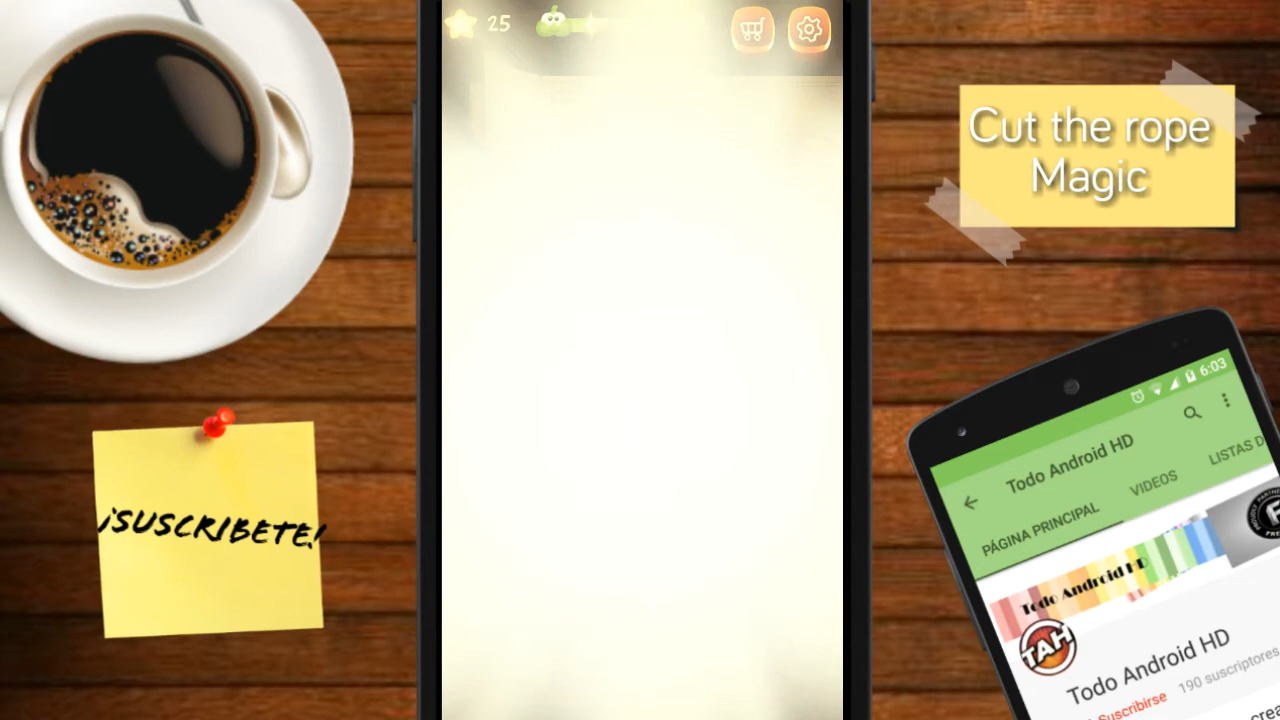 25
Cut the rope
Magic
¡SUSCRIBETE!
6:03
Todo Android HD
PÁGINA PRINCIPAL
VIDEOS
LISTAS D
Todo Android HD
TAH
Todo Android HD
Suscribirse
190 suscriptores